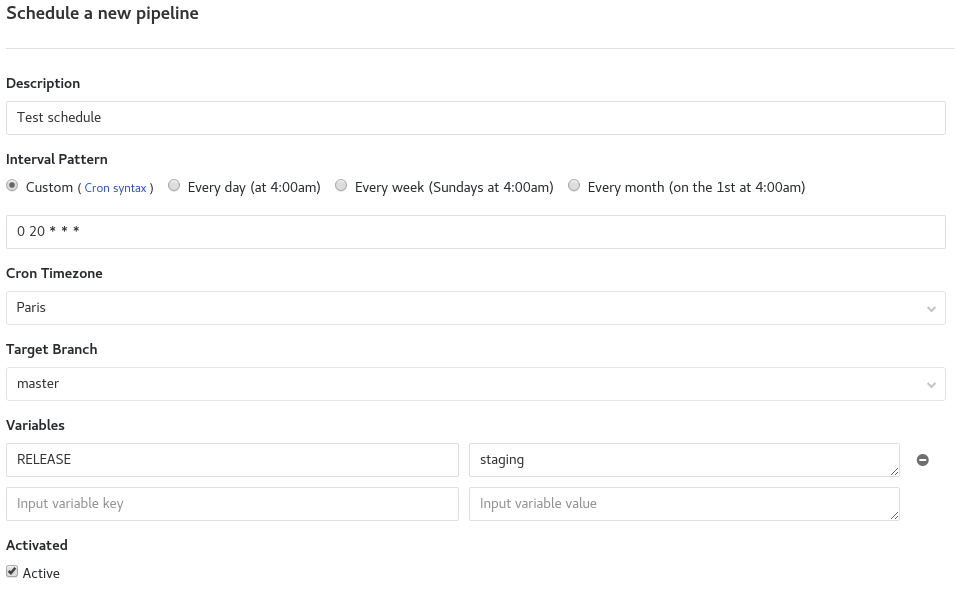 Schedule a new pipeline
Description
Test schedule
Interval Pattern
Custom ( Cron syntax ) Every day (at 4:00am) Every week (Sundays at 4:00am) Every month (on the 1st at 4:00am)
0 20 * * *
Cron Timezone
Paris
Target Branch
master
Variables
RELEASE staging
Input variable key Input variable value
Activated
Active